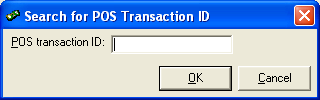 Search for POS Transaction ID
POS transaction ID:
OK
Cancel